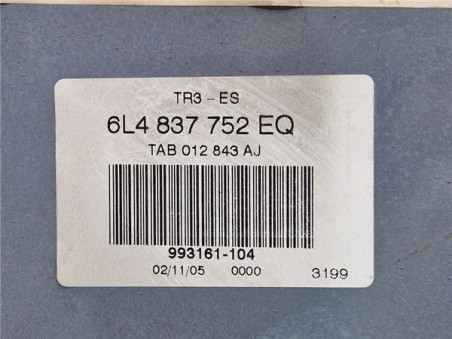 TR3 - ES
6L4 837 752 EQ
TAB 012 843 AJ
993161-104
02/11/05 0000 3199